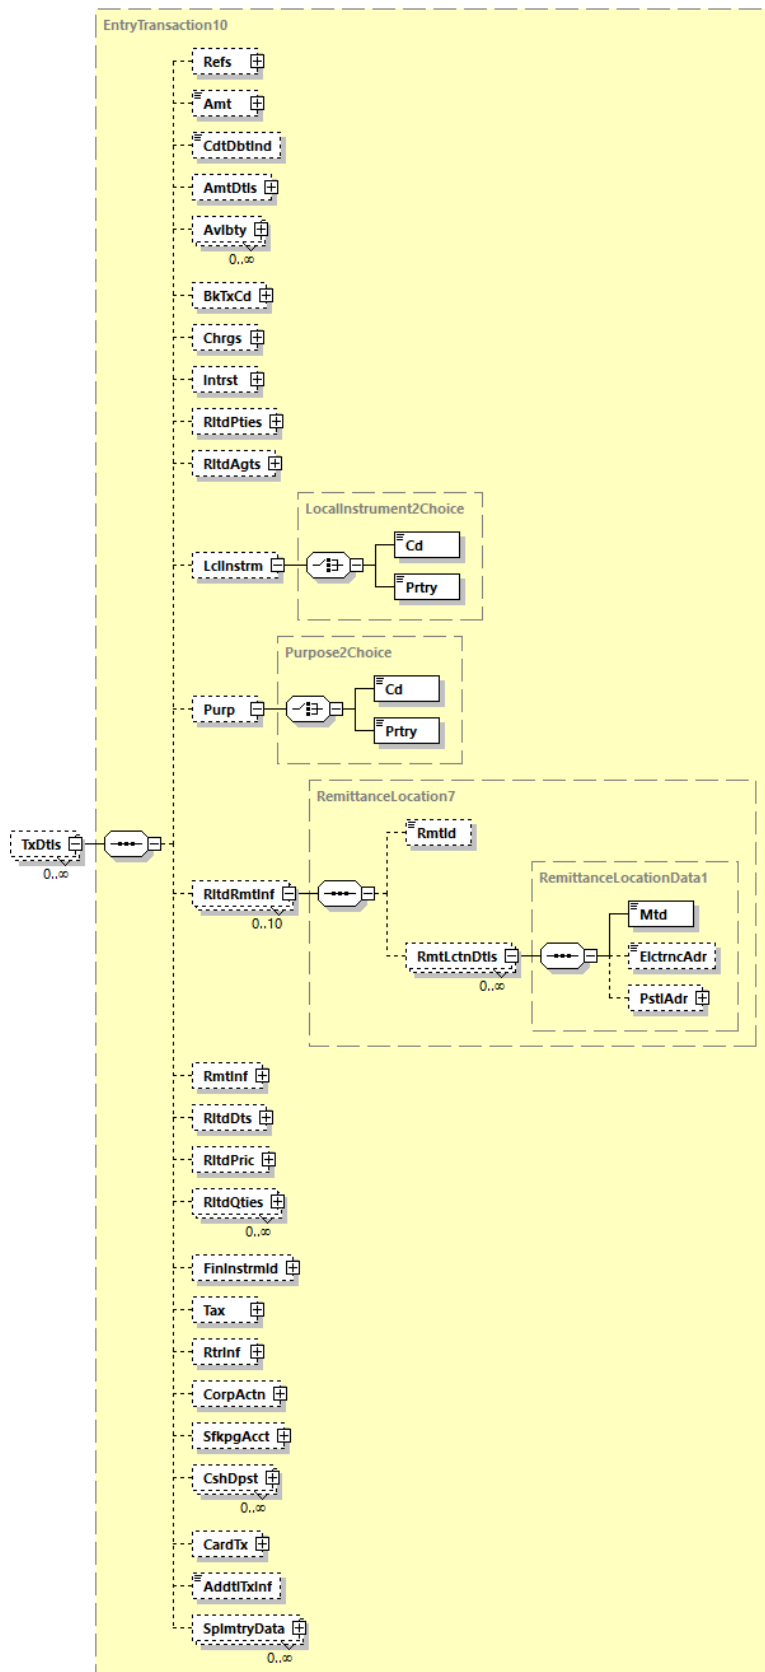 EntryTransaction10
Refs
Amt
CdtDbtInd
AmtDtls
Avlbty
0..∞
BkTxCd
Chrgs
Intrst
RltdPties
RltdAgts
LocalInstrument2Choice
LclInstrm
Cd
Prtry
Purpose2Choice
Purp
Cd
Prtry
TxDtls
0..∞
RemittanceLocation7
RltdRmtInf
0..10
RmtId
RmtLctnDtls
0..∞
RemittanceLocationData1
Mtd
ElctrncAdr
PstlAdr
RmtInf
RltdDts
RltdPric
RltdQties
0..∞
FinInstrmId
Tax
RtrInf
CorpActn
SfkpgAcct
CshDpst
0..∞
CardTx
AddtlTxInf
SplmtryData
0..∞